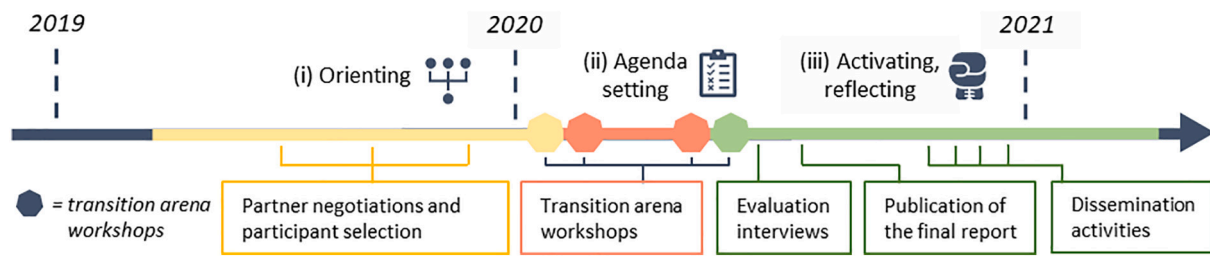 2019
2020
2021
(i) Orienting
(ii) Agenda
setting
(iii) Activating,
reflecting
= transition arena
workshops
Partner negotiations and
participant selection
Transition arena
workshops
Evaluation
interviews
Publication of
the final report
Dissemination
activities